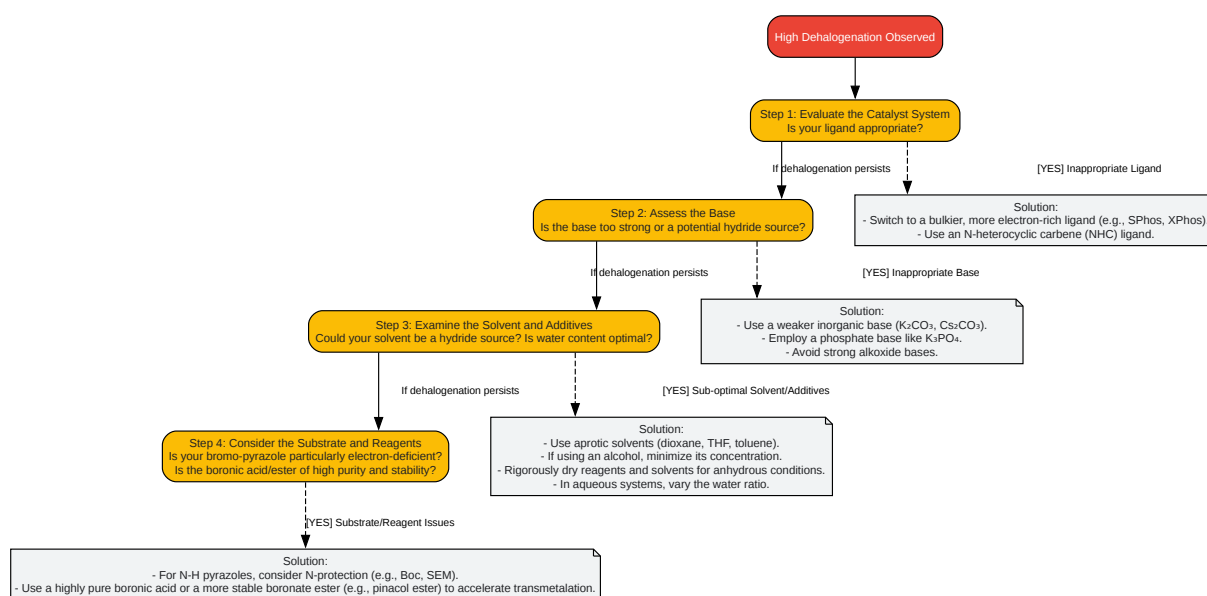 High Dehalogenation Observed
Step 1: Evaluate the Catalyst System
Is your ligand appropriate?
If dehalogenation persists
[YES] Inappropriate Ligand
Solution:
- Switch to a bulkier, more electron-rich ligand (e.g., SPhos, XPhos)
- Use an N-heterocyclic carbene (NHC) ligand.
Step 2: Assess the Base
Is the base too strong or a potential hydride source?
If dehalogenation persists
[YES] Inappropriate Base
Solution:
- Use a weaker inorganic base (K₂CO₃, Cs₂CO₃).
- Employ a phosphate base like K₃PO₄.
- Avoid strong alkoxide bases.
Step 3: Examine the Solvent and Additives
Could your solvent be a hydride source? Is water content optimal?
If dehalogenation persists
[YES] Sub-optimal Solvent/Additives
Solution:
- Use aprotic solvents (dioxane, THF, toluene).
- If using an alcohol, minimize its concentration.
- Rigorously dry reagents and solvents for anhydrous conditions.
- In aqueous systems, vary the water ratio.
Step 4: Consider the Substrate and Reagents
Is your bromo-pyrazole particularly electron-deficient?
Is the boronic acid/ester of high purity and stability?
[YES] Substrate/Reagent Issues
Solution:
- For N-H pyrazoles, consider N-protection (e.g., Boc, SEM).
- Use a highly pure boronic acid or a more stable boronate ester (e.g., pinacol ester) to accelerate transmetalation.